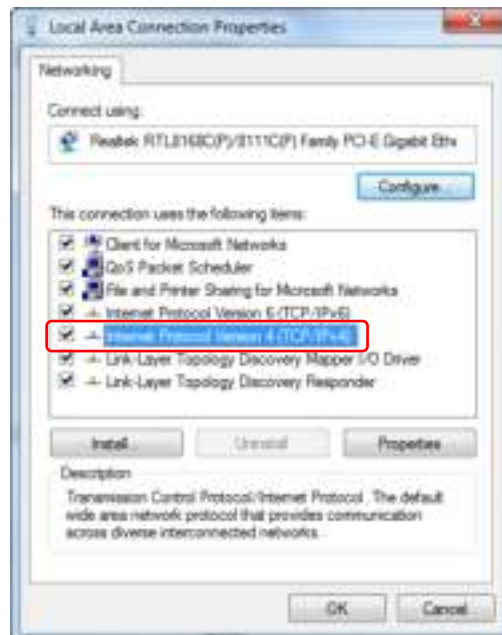 Local Area Connection Properties
Networking
Connect using:
Realtek RTL8168C(P)/8111C(P) Family PCI-E Gigabit Ethe
Configure...
This connection uses the following items:
Client for Microsoft Networks
QoS Packet Scheduler
File and Printer Sharing for Microsoft Networks
Internet Protocol Version 6 (TCP/IPv6)
Internet Protocol Version 4 (TCP/IPv4)
Link-Layer Topology Discovery Mapper I/O Driver
Link-Layer Topology Discovery Responder
Install...
Uninstall
Properties
Description
Transmission Control Protocol/Internet Protocol. The default
wide area network protocol that provides communication
across diverse interconnected networks.
OK
Cancel